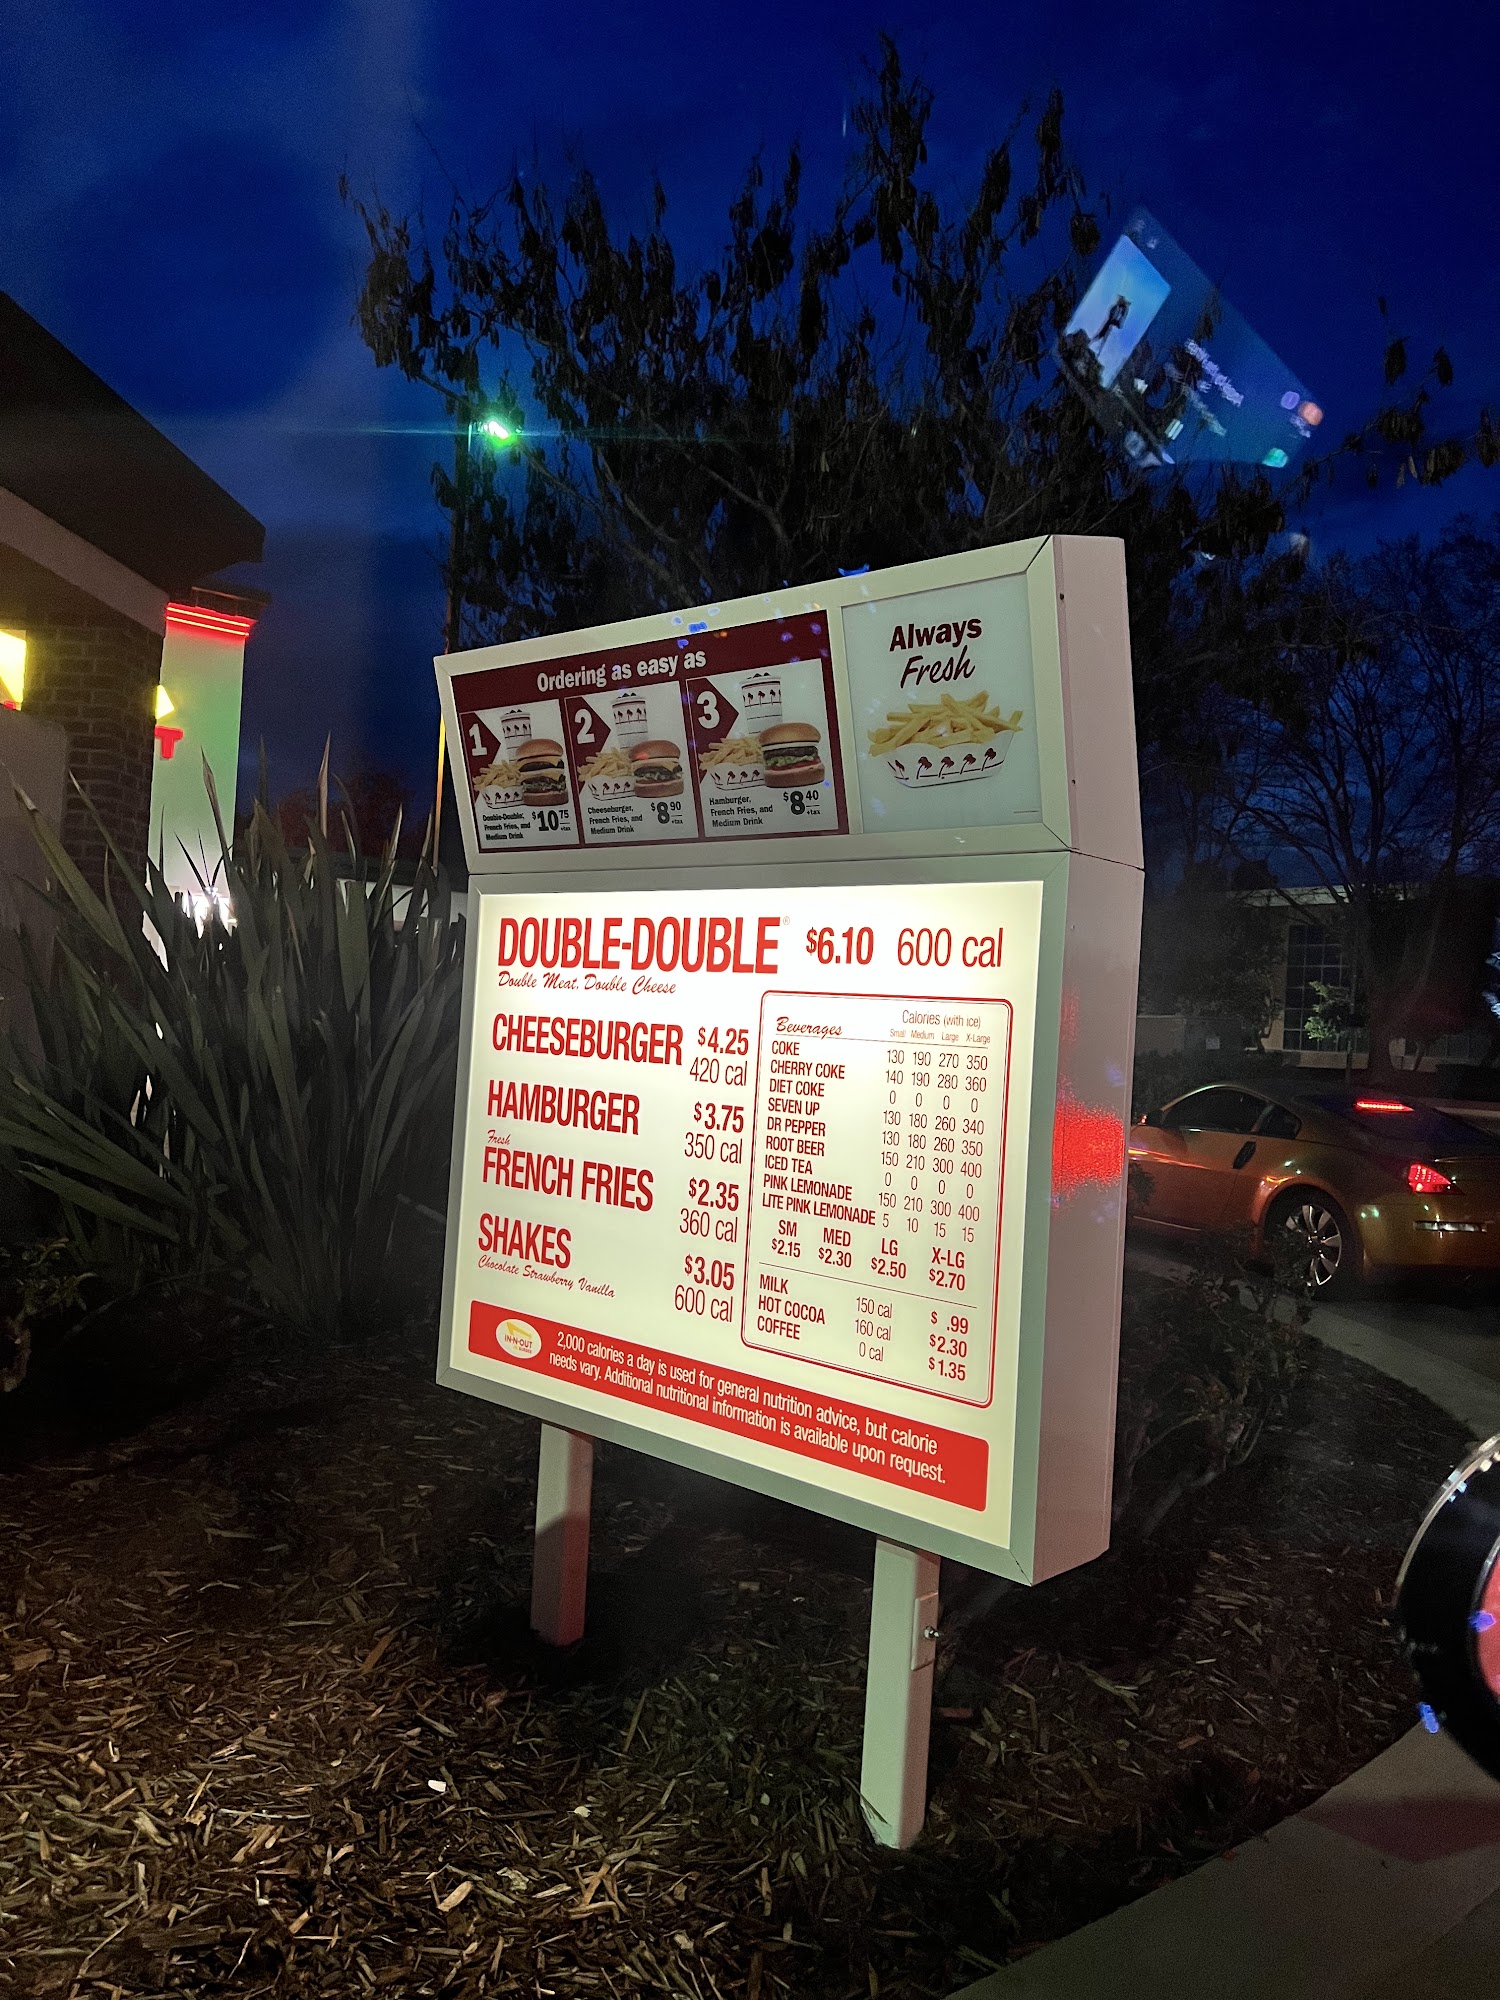 Ordering as easy as
1
Double-Double,
French Fries, and
Medium Drink
$10 75
+tax
2
Cheeseburger,
French Fries, and
Medium Drink
$8 90
+tax
3
Hamburger,
French Fries, and
Medium Drink
$8 40
+tax
Always
Fresh
DOUBLE-DOUBLE® $6.10 600 cal
Double Meat. Double Cheese
CHEESEBURGER $4.25
420 cal
HAMBURGER $3.75
350 cal
Fresh
FRENCH FRIES $2.35
360 cal
SHAKES $3.05
Chocolate Strawberry Vanilla
600 cal
Beverages Calories (with ice)
Small Medium Large X-Large
COKE 130 190 270 350
CHERRY COKE 140 190 280 360
DIET COKE 0 0 0 0
SEVEN UP 130 180 260 340
DR PEPPER 130 180 260 350
ROOT BEER 150 210 300 400
ICED TEA 0 0 0 0
PINK LEMONADE 150 210 300 400
LITE PINK LEMONADE 5 10 15 15
SM MED LG X-LG
$2.15 $2.30 $2.50 $2.70
MILK 150 cal $ .99
HOT COCOA 160 cal $2.30
COFFEE 0 cal $1.35
IN-N-OUT
BURGER
2,000 calories a day is used for general nutrition advice, but calorie
needs vary. Additional nutritional information is available upon request.
T